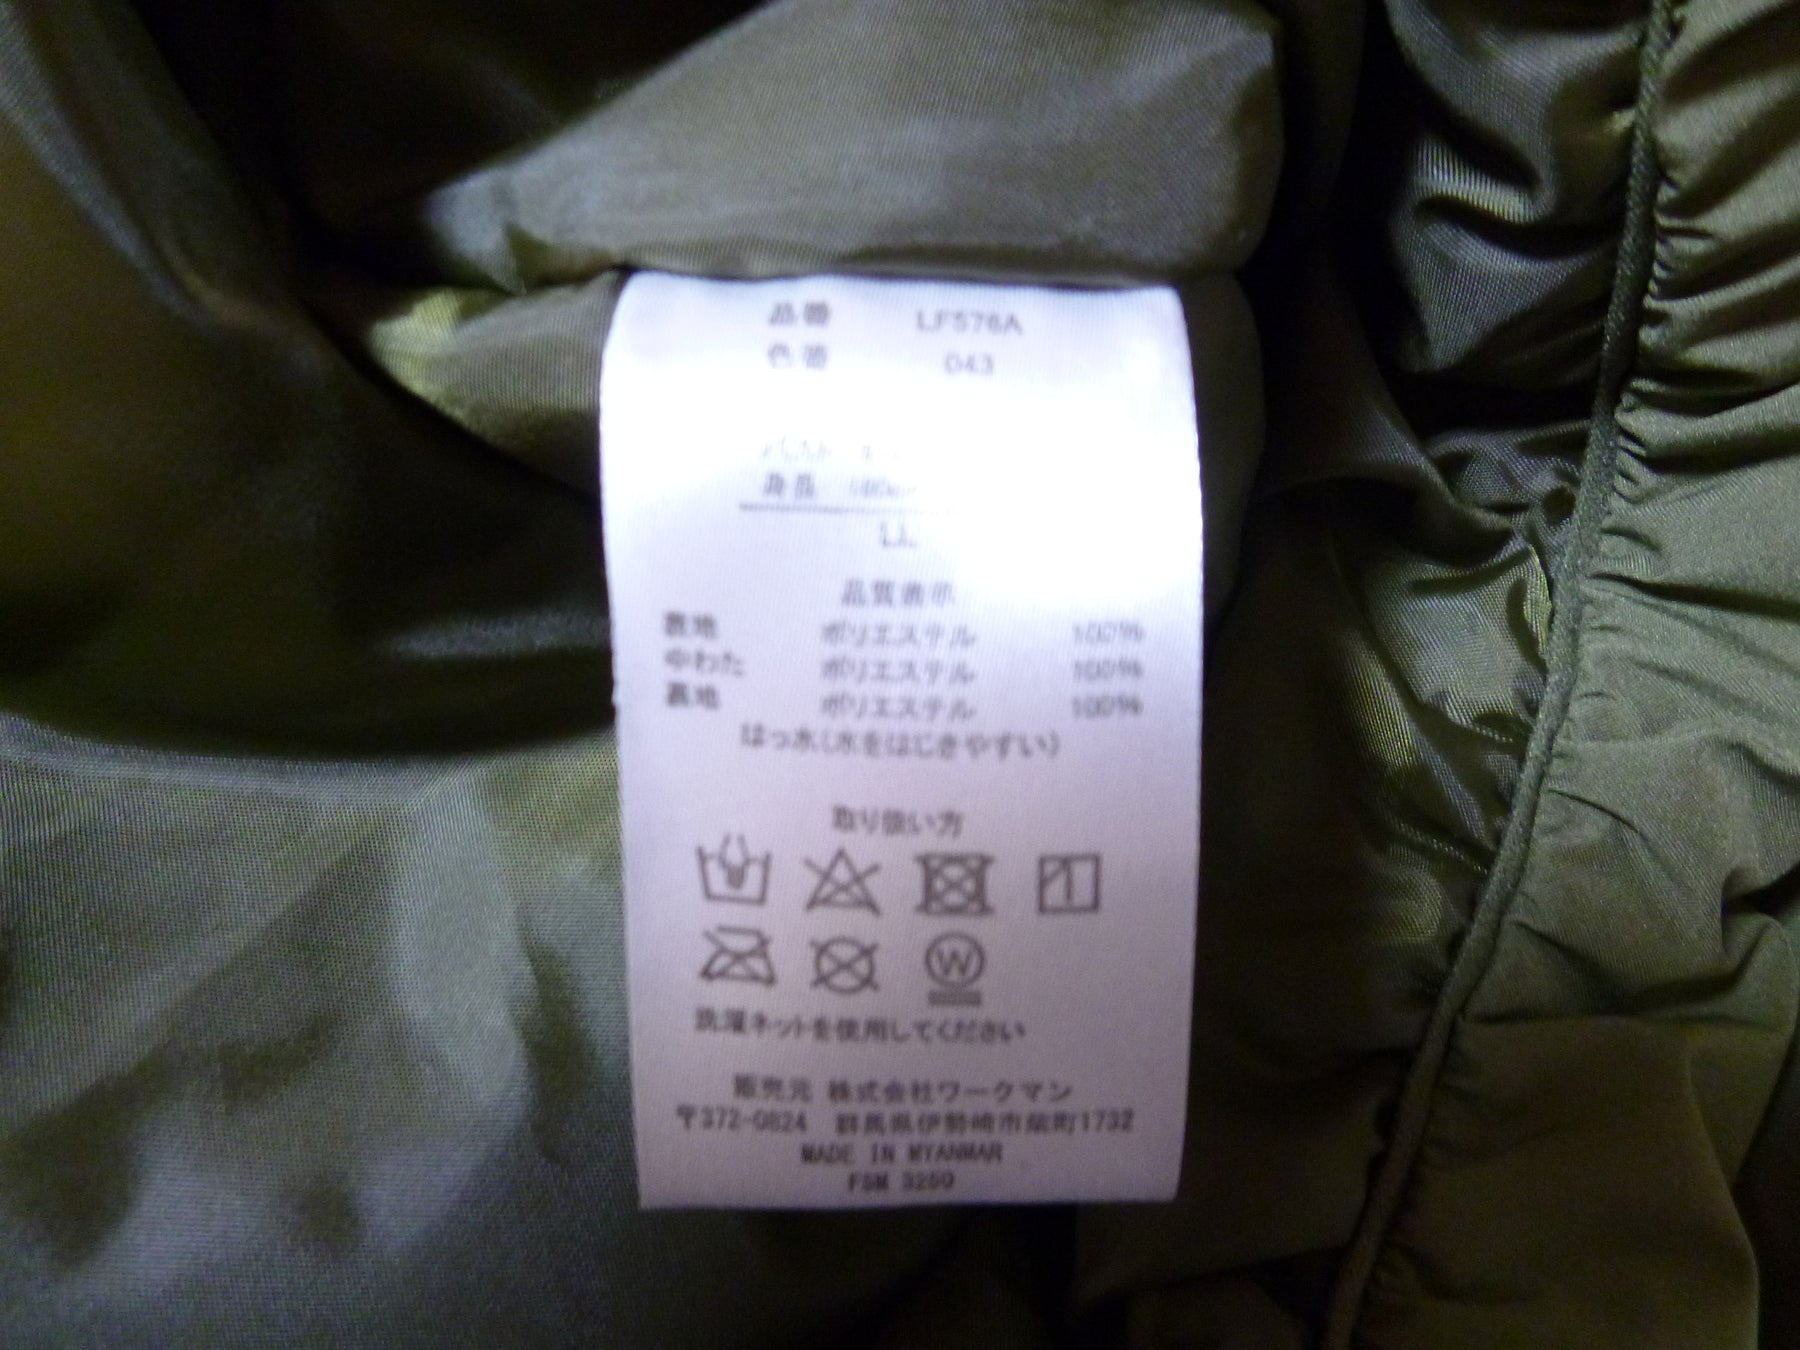 品番 LF576A
色番 043
身長
LL
品質表示
表地 ポリエステル 100%
中わた ポリエステル 100%
裏地 ポリエステル 100%
はっ水(水をはじきやすい)
取り扱い方
W
洗濯ネットを使用してください
販売元 株式会社ワークマン
〒372-0824 群馬県伊勢崎市柴町1732
MADE IN MYANMAR
FSM 3250